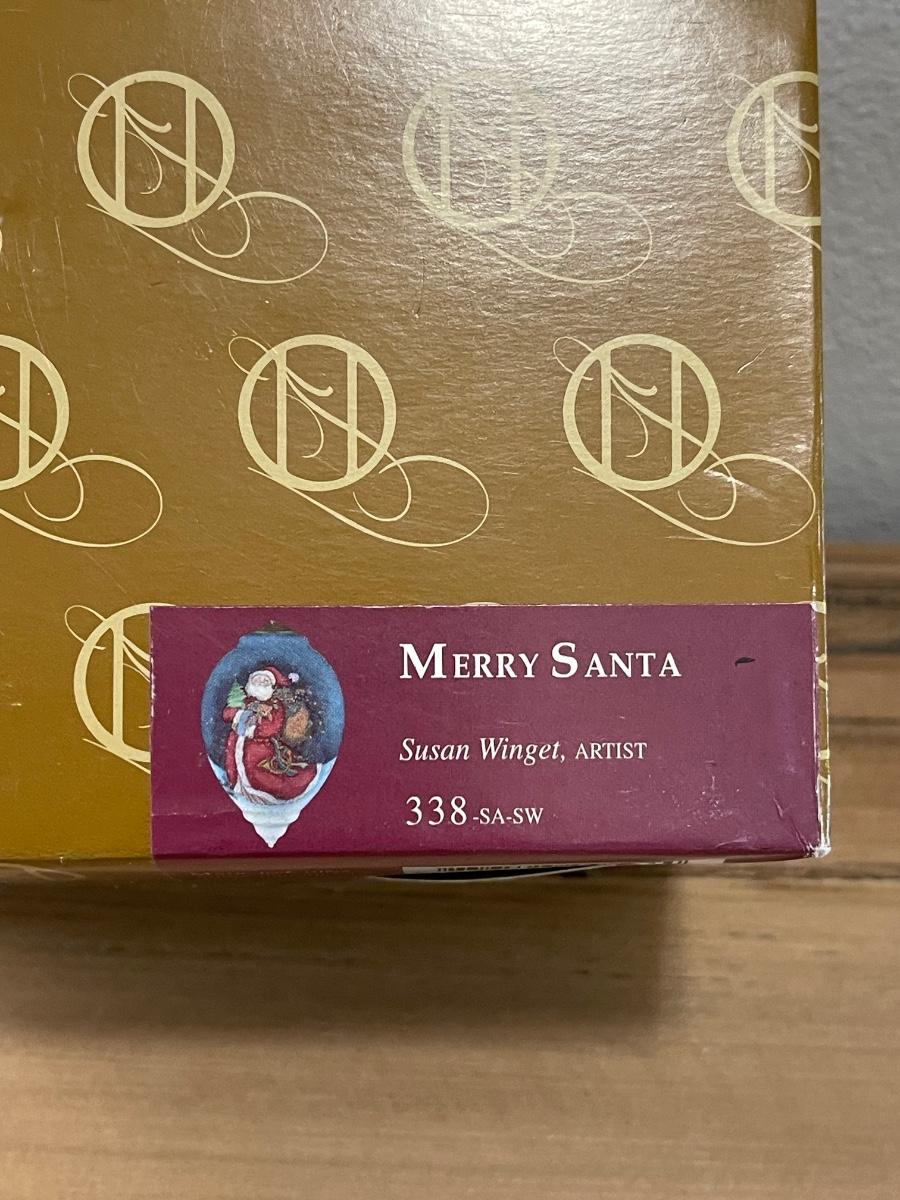 MERRY SANTA
Susan Winget, ARTIST
338-SA-SW